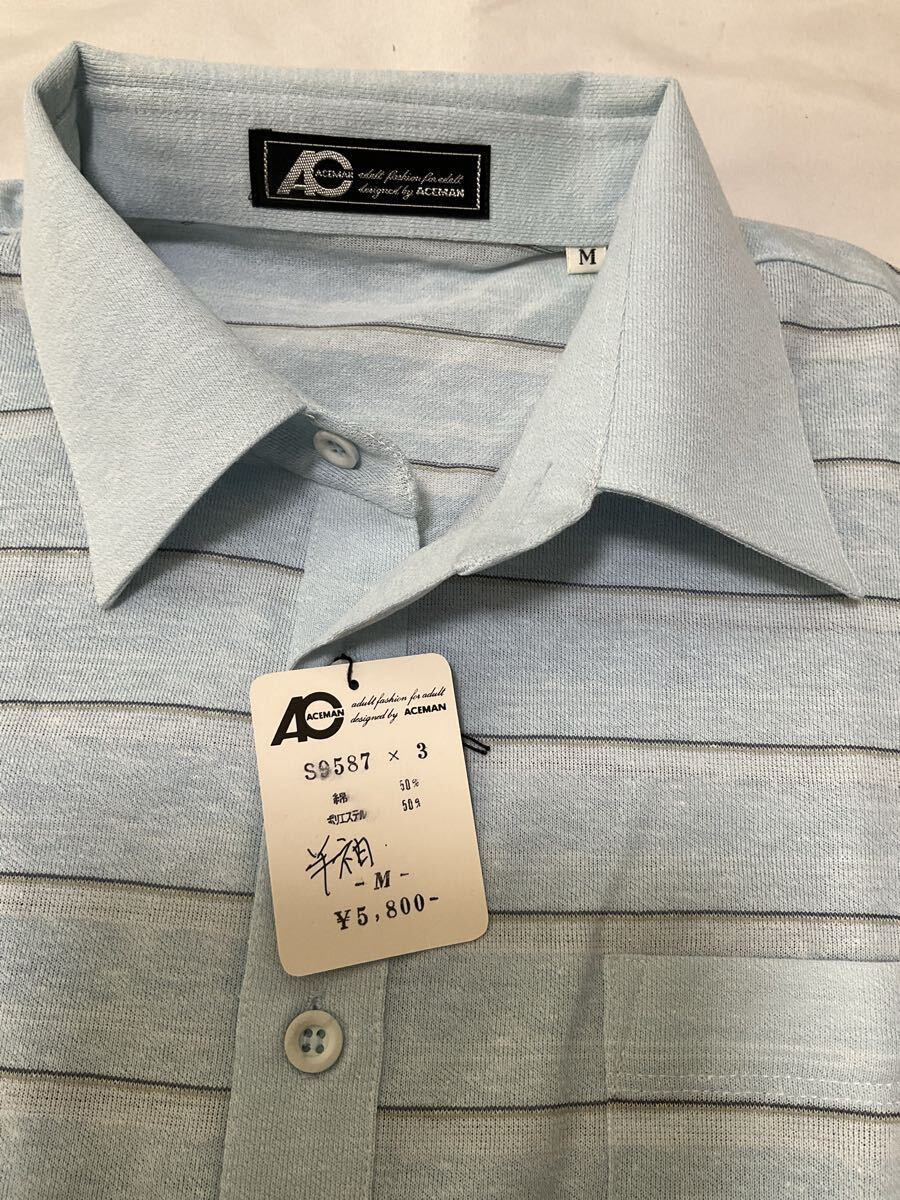 AC ACEMAN adult fashion for adult
designed by ACEMAN
M
AC ACEMAN adult fashion for adult
designed by ACEMAN
S9587 × 3
綿 50%
ポリエステル 50%
半袖
- M -
¥5,800-